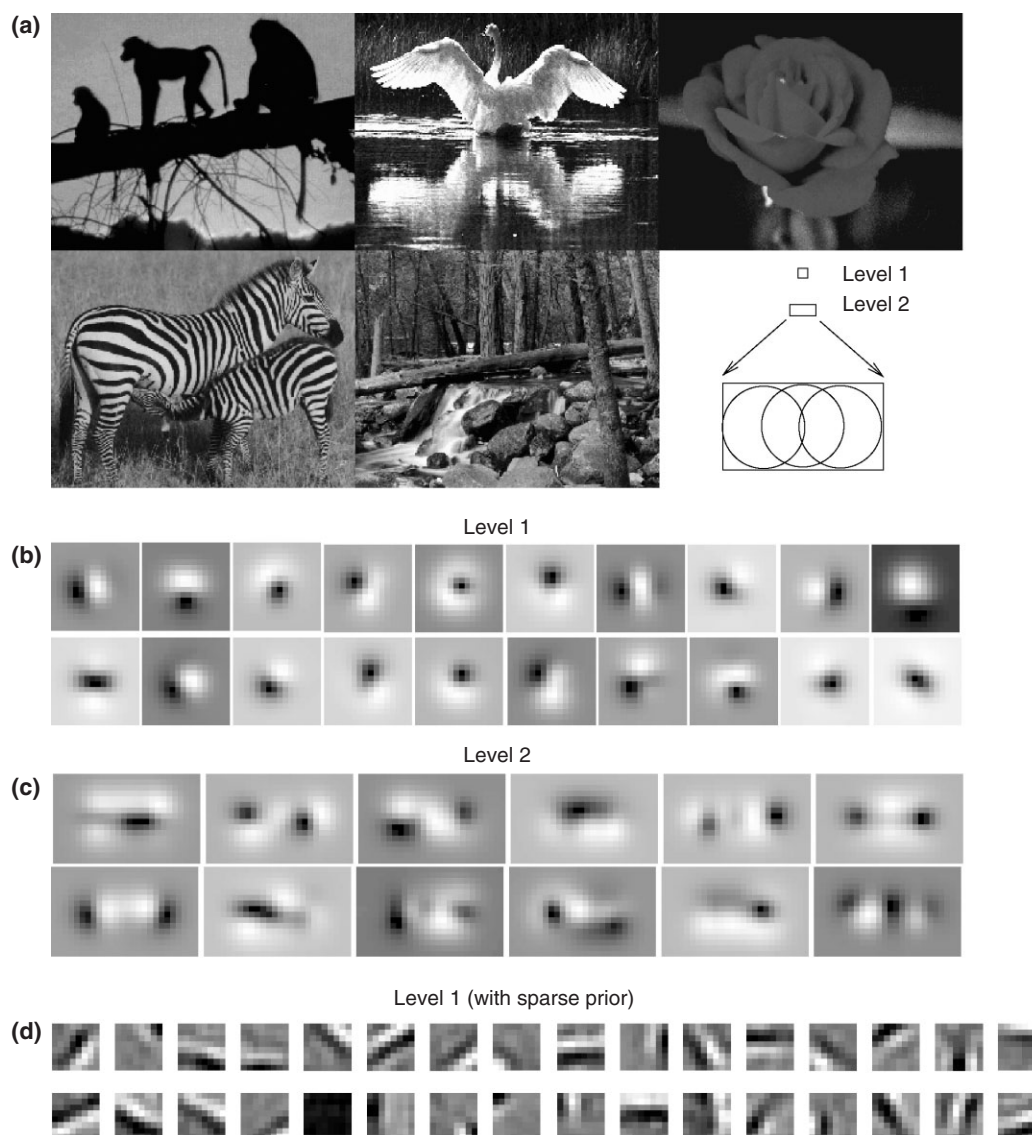 (a)
Level 1
Level 2
Level 1
(b)
Level 2
(c)
Level 1 (with sparse prior)
(d)